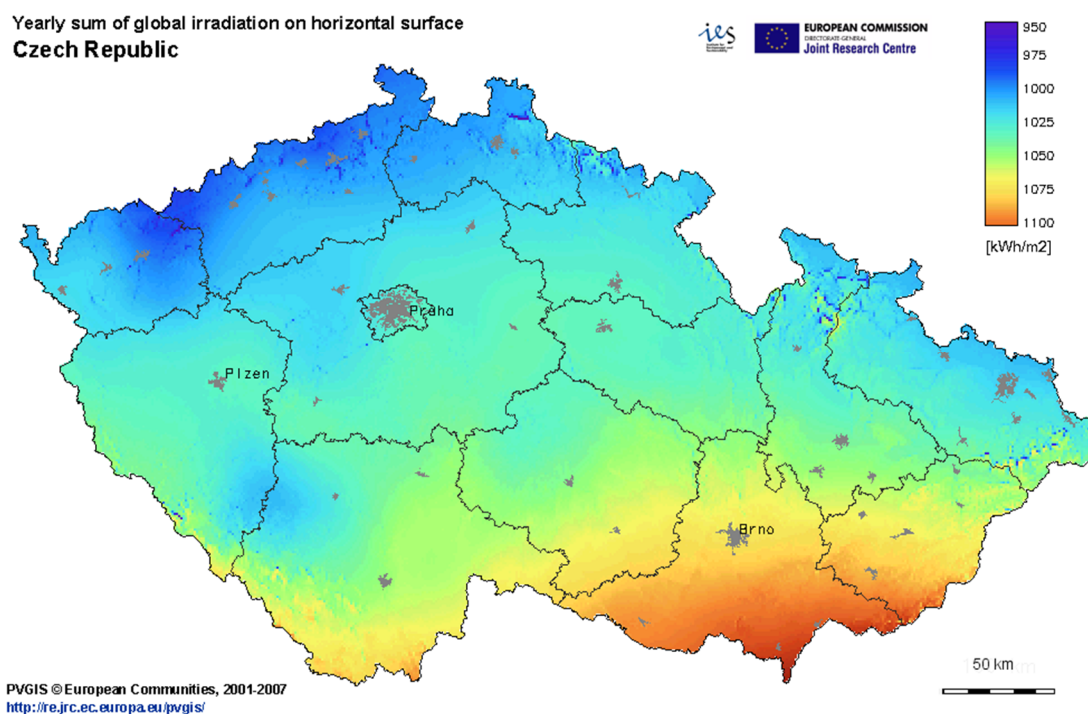 Yearly sum of global irradiation on horizontal surface
Czech Republic
ies
EUROPEAN COMMISSION
DIRECTORATE-GENERAL
Joint Research Centre
950
975
1000
1025
1050
1075
1100
[kWh/m2]
Praha
Plzen
Brno
50 km
PVGIS © European Communities, 2001-2007
http://re.jrc.ec.europa.eu/pvgis/